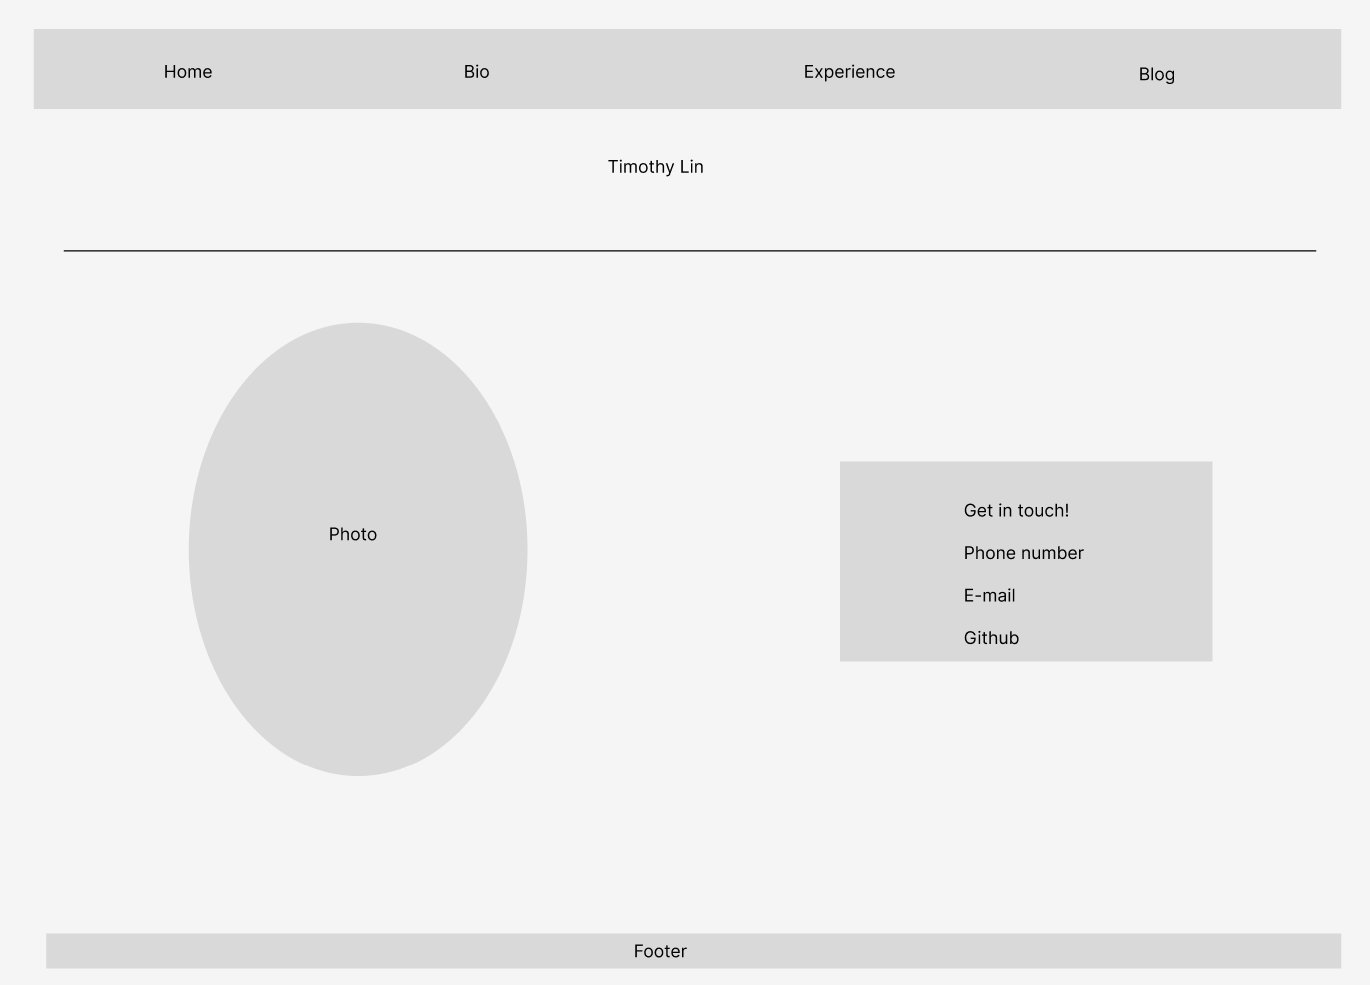 Home Bio Experience Blog
Timothy Lin
Photo
Get in touch!
Phone number
E-mail
Github
Footer